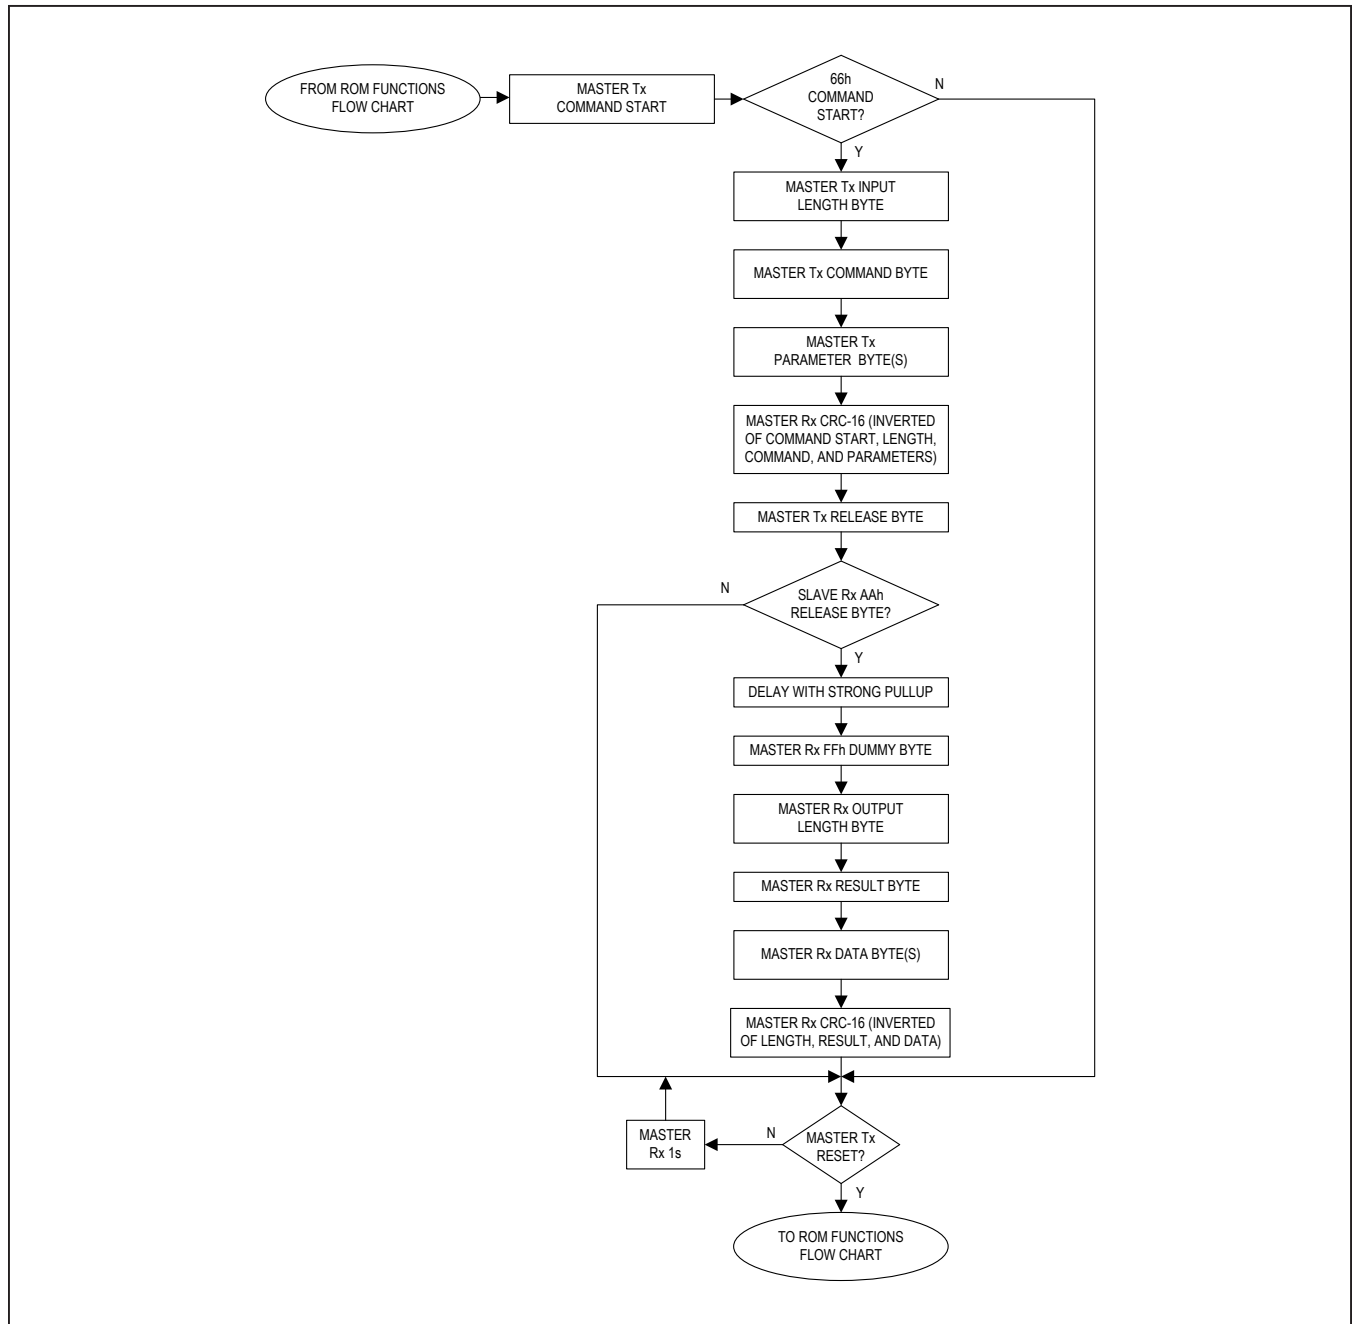 FROM ROM FUNCTIONS
FLOW CHART
MASTER Tx
COMMAND START
66h
COMMAND
START?
N
Y
MASTER Tx INPUT
LENGTH BYTE
MASTER Tx COMMAND BYTE
MASTER Tx
PARAMETER BYTE(S)
MASTER Rx CRC-16 (INVERTED
OF COMMAND START, LENGTH,
COMMAND, AND PARAMETERS)
MASTER Tx RELEASE BYTE
N
SLAVE Rx AAh
RELEASE BYTE?
Y
DELAY WITH STRONG PULLUP
MASTER Rx FFh DUMMY BYTE
MASTER Rx OUTPUT
LENGTH BYTE
MASTER Rx RESULT BYTE
MASTER Rx DATA BYTE(S)
MASTER Rx CRC-16 (INVERTED
OF LENGTH, RESULT, AND DATA)
MASTER
Rx 1s
N
MASTER Tx
RESET?
Y
TO ROM FUNCTIONS
FLOW CHART